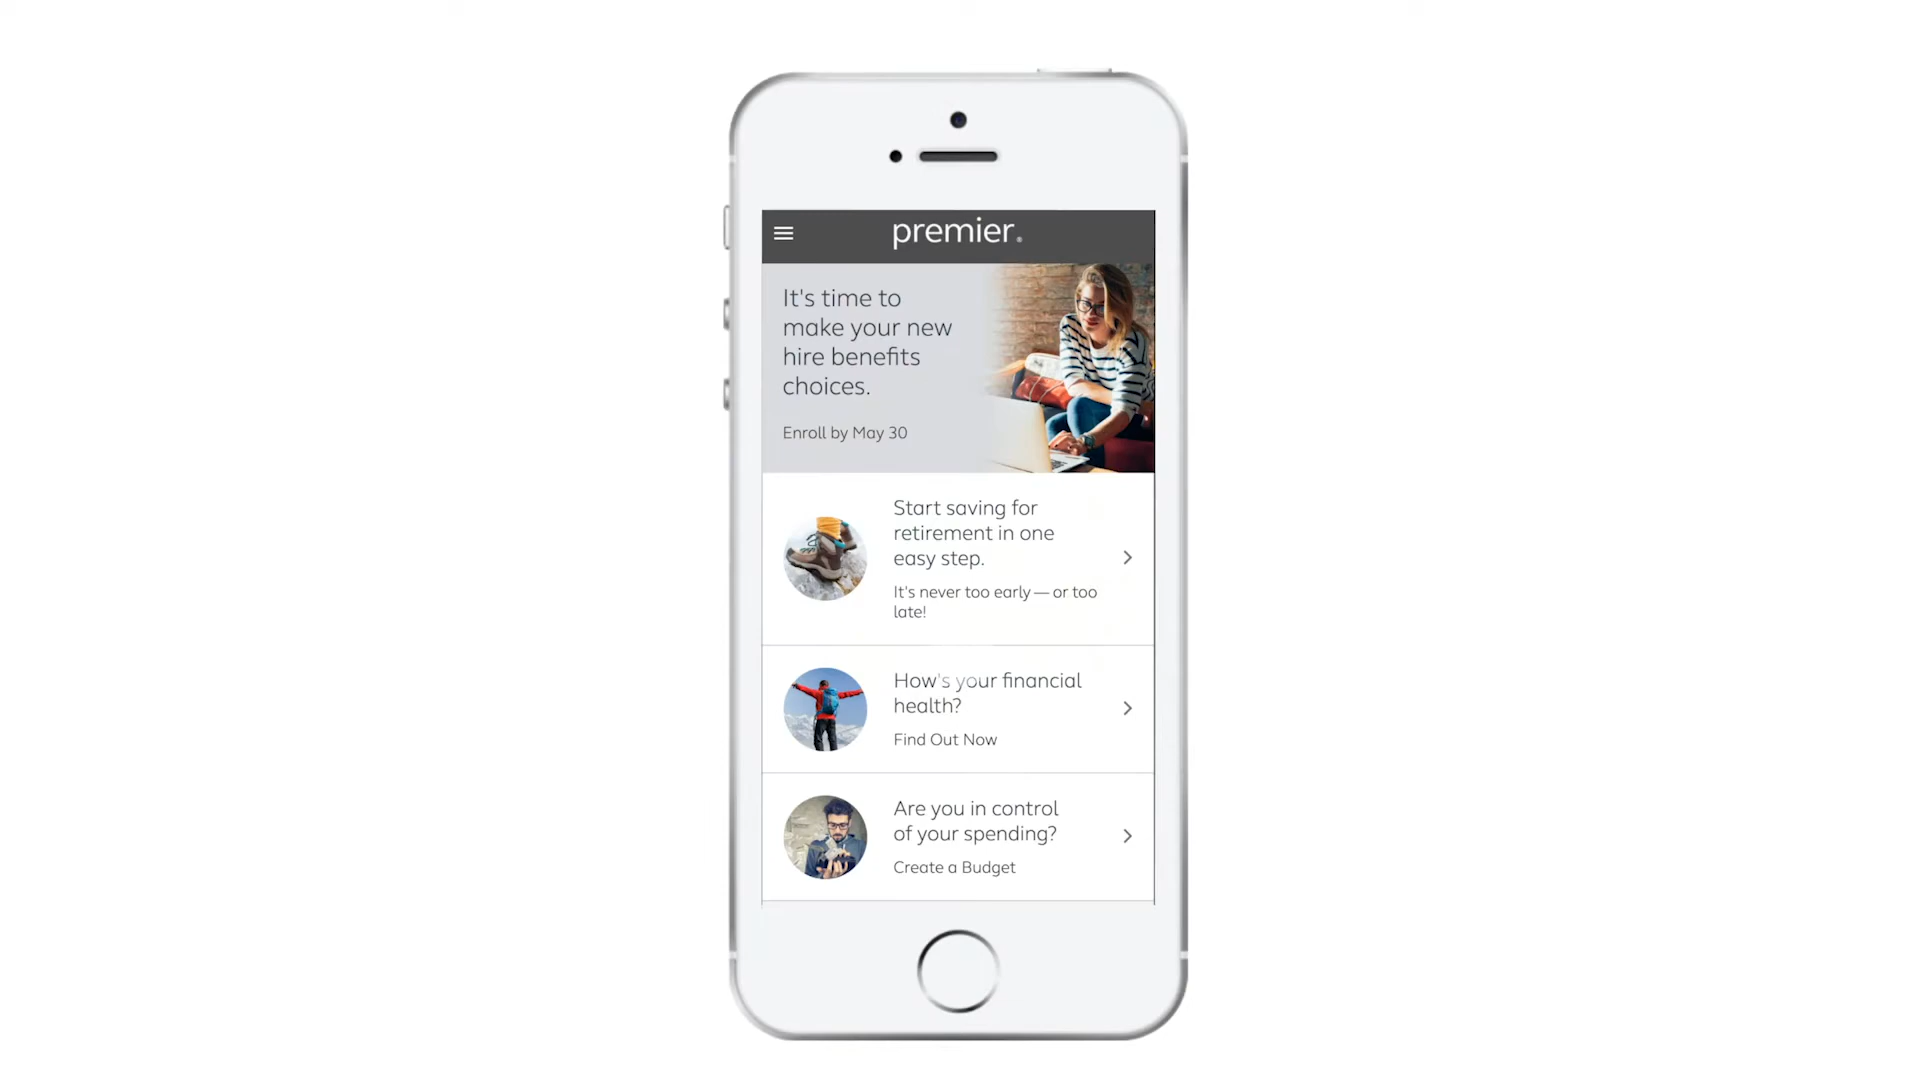 premier®
It's time to
make your new
hire benefits
choices.
Enroll by May 30
Start saving for
retirement in one
easy step.
It's never too early — or too
late!
How's your financial
health?
Find Out Now
Are you in control
of your spending?
Create a Budget